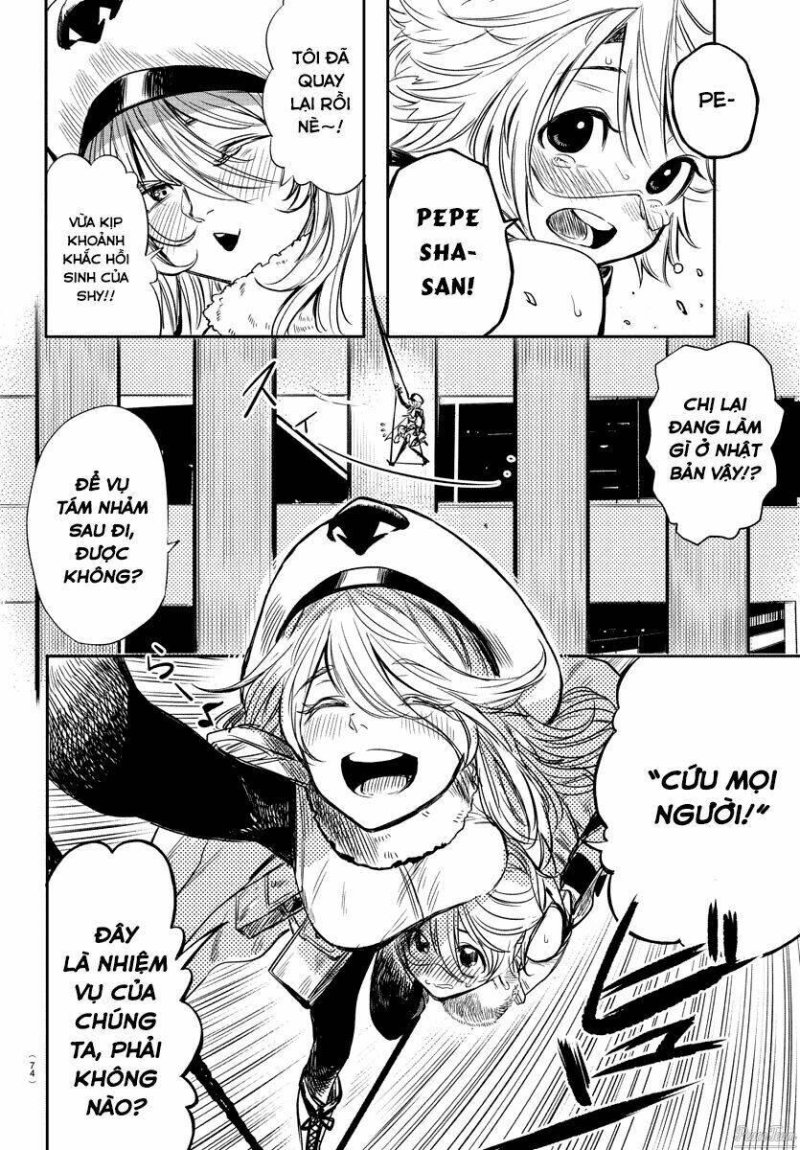 PE-
PEPE
SHA-
SAN!
TÔI ĐÃ
QUAY
LẠI RỒI
NÈ~!
VỪA KỊP
KHOẢNH
KHẮC HỒI
SINH CỦA
SHY!!
CHỊ LẠI
ĐANG LÀM
GÌ Ở NHẬT
BẢN VẬY!?
ĐỂ VỤ
TÁM NHẢM
SAU ĐI,
ĐƯỢC
KHÔNG?
“CỨU MỌI
NGƯỜI!“
ĐÂY
LÀ NHIỆM
VỤ CỦA
CHÚNG
TA, PHẢI
KHÔNG
NÀO?
(74)